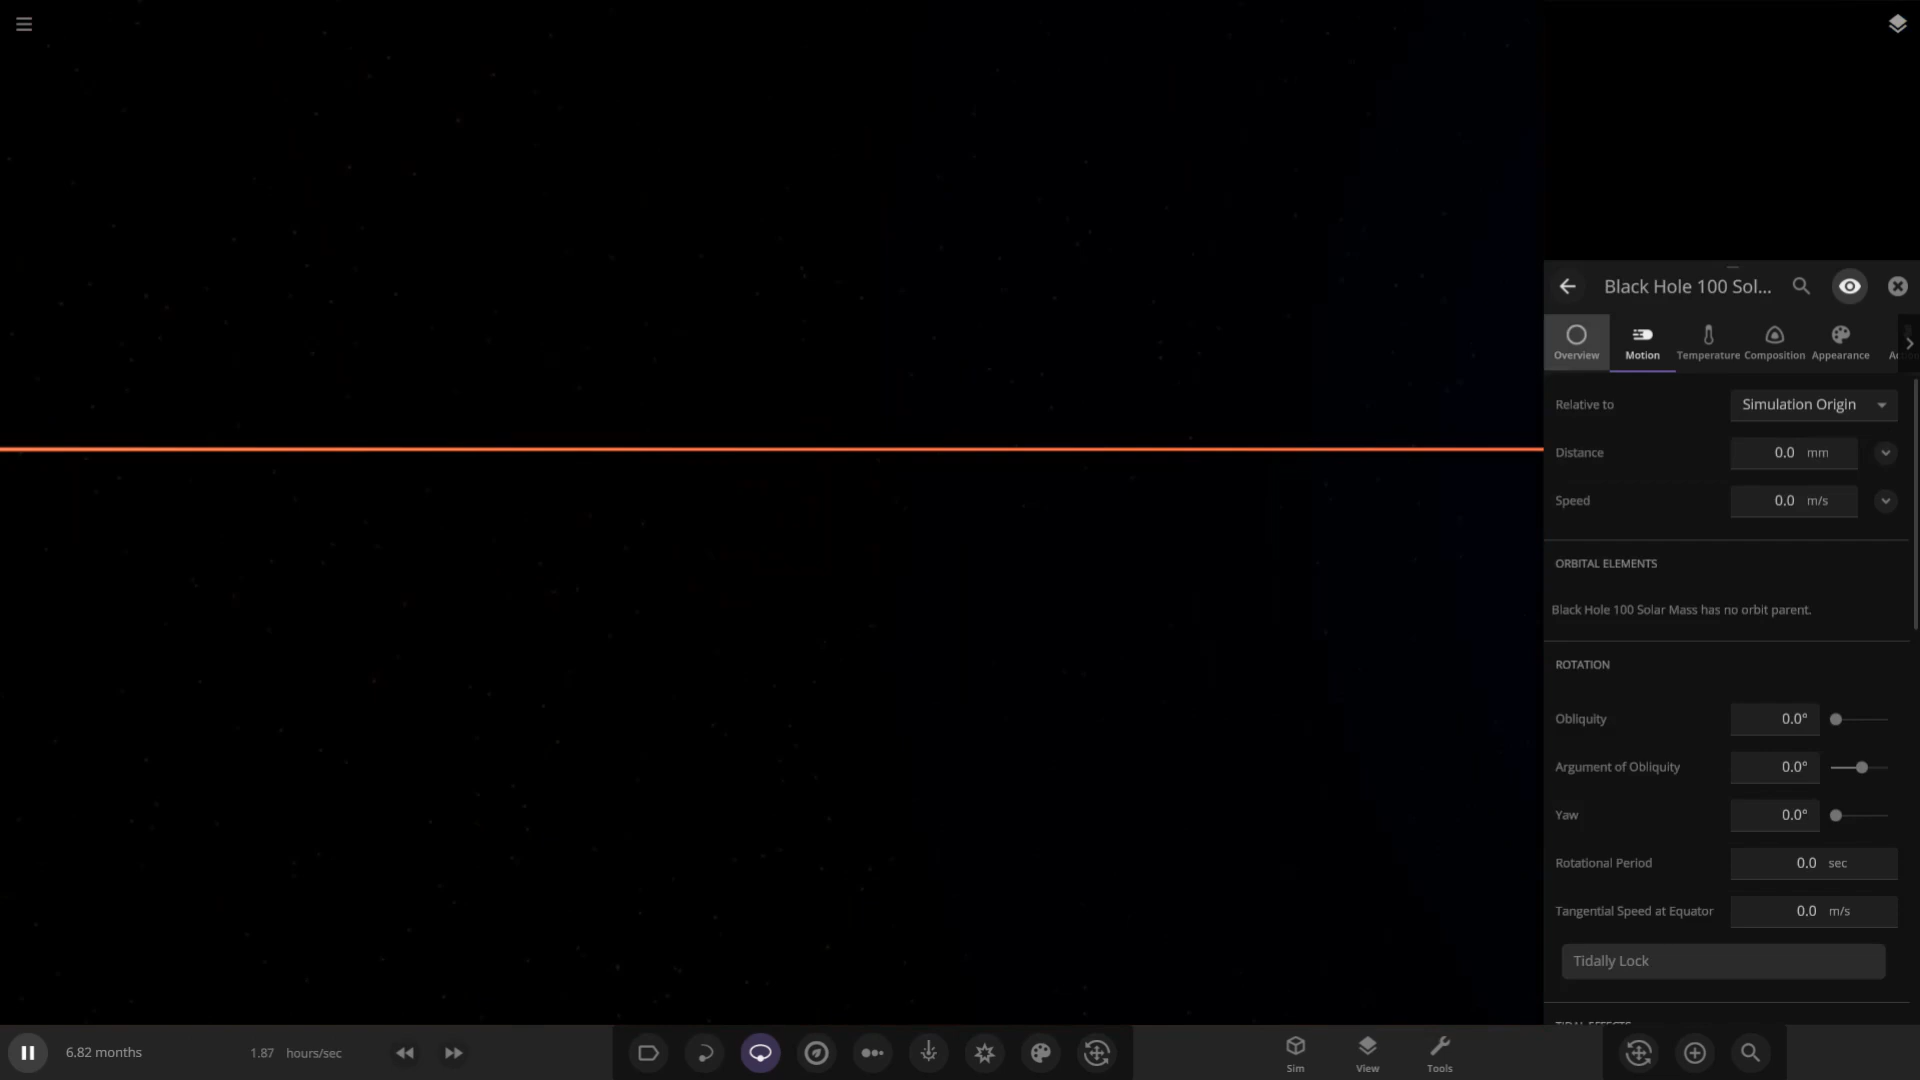 Black Hole 100 Sol...
Overview Motion Temperature Composition Appearance
Relative to Simulation Origin
Distance 0.0 mm
Speed 0.0 m/s
ORBITAL ELEMENTS
Black Hole 100 Solar Mass has no orbit parent.
ROTATION
Obliquity 0.0°
Argument of Obliquity 0.0°
Yaw 0.0°
Rotational Period 0.0 sec
Tangential Speed at Equator 0.0 m/s
Tidally Lock
TIDAL EFFECTS
6.82 months 1.87 hours/sec Sim View Tools